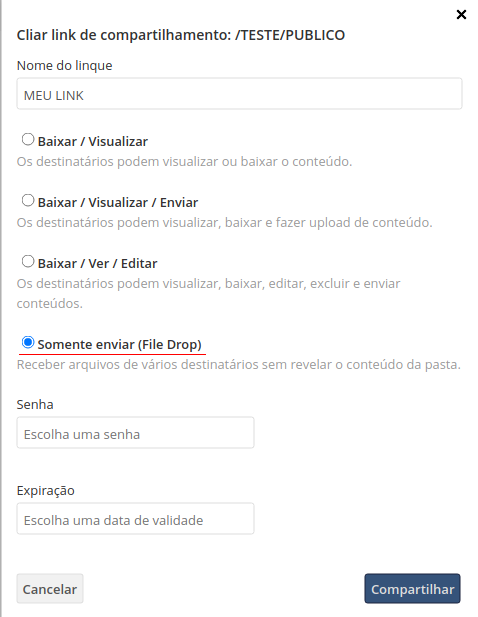 Cliar link de compartilhamento: /TESTE/PUBLICO
Nome do linque
MEU LINK
Baixar / Visualizar
Os destinatários podem visualizar ou baixar o conteúdo.
Baixar / Visualizar / Enviar
Os destinatários podem visualizar, baixar e fazer upload de conteúdo.
Baixar / Ver / Editar
Os destinatários podem visualizar, baixar, editar, excluir e enviar
conteúdos.
Somente enviar (File Drop)
Receber arquivos de vários destinatários sem revelar o conteúdo da pasta.
Senha
Escolha uma senha
Expiração
Escolha uma data de validade
Cancelar
Compartilhar